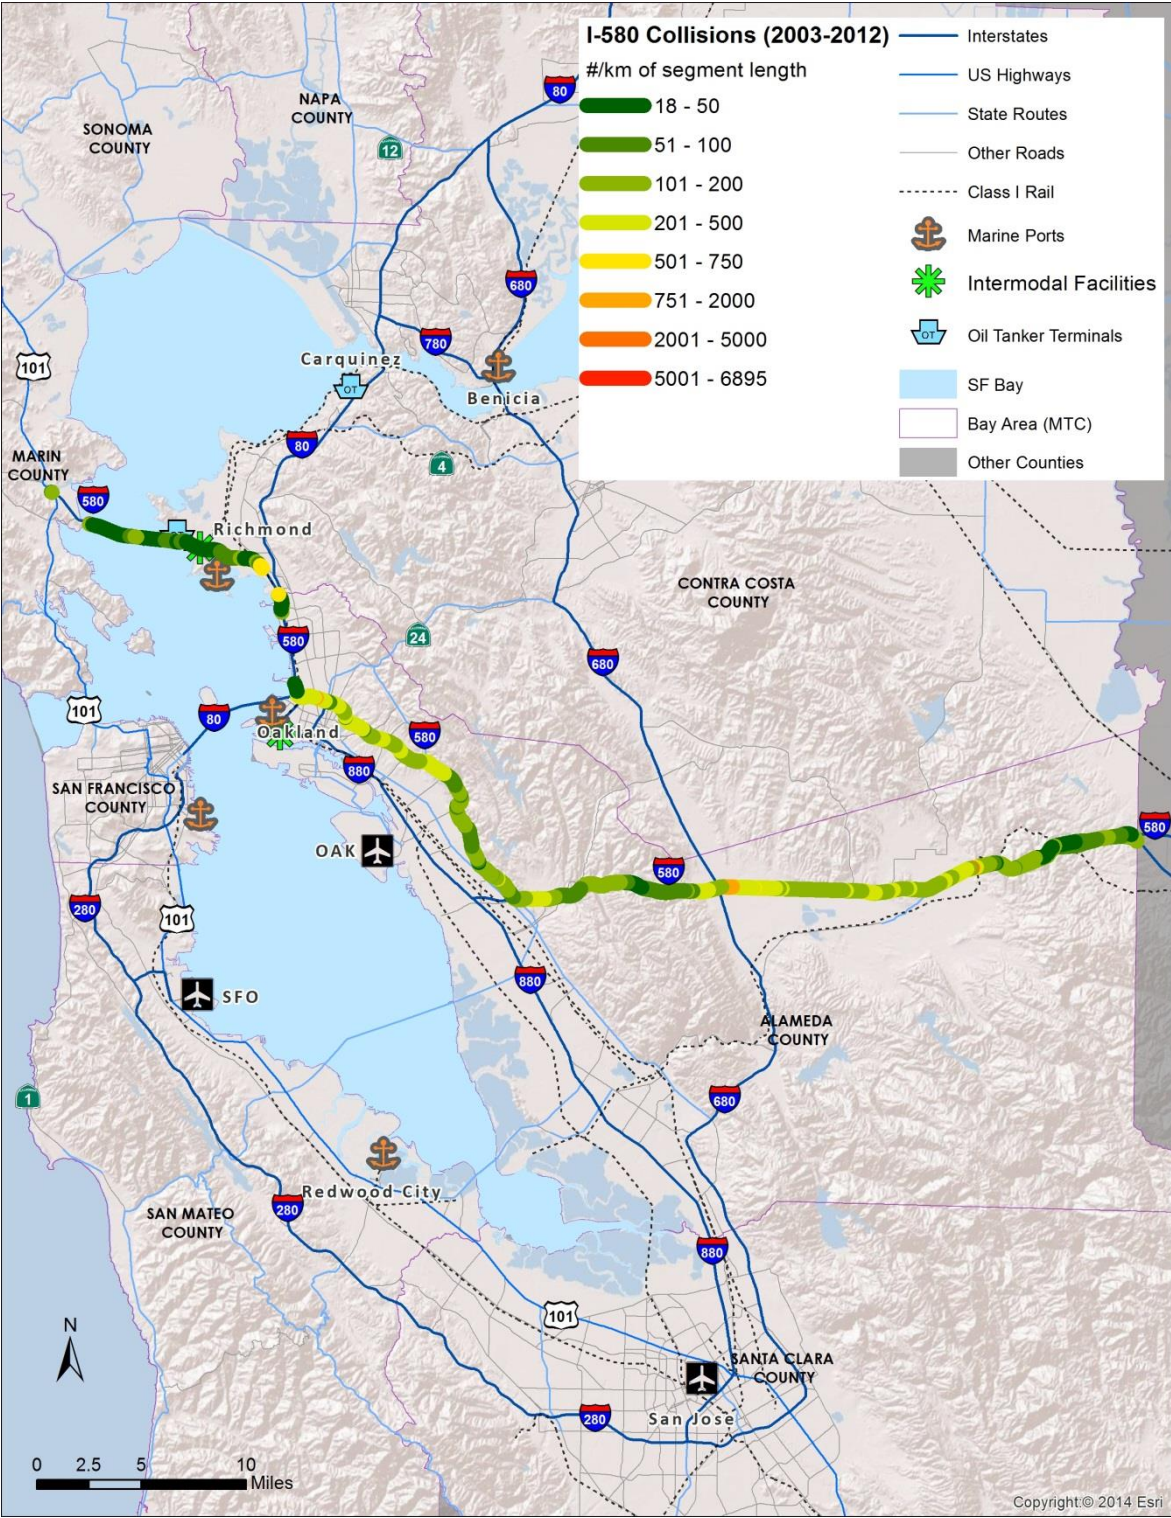 I-580 Collisions (2003-2012)
#/km of segment length
18 - 50
51 - 100
101 - 200
201 - 500
501 - 750
751 - 2000
2001 - 5000
5001 - 6895
Interstates
US Highways
State Routes
Other Roads
Class I Rail
Marine Ports
Intermodal Facilities
OT
Oil Tanker Terminals
SF Bay
Bay Area (MTC)
Other Counties
80
NAPA
COUNTY
SONOMA
COUNTY
12
680
780
101
Carquinez
OT
Benicia
80
4
MARIN
COUNTY
580
Richmond
CONTRA COSTA
COUNTY
580
24
680
101
80
Oakland
580
880
SAN FRANCISCO
COUNTY
OAK
580
580
280
101
880
SFO
ALAMEDA
COUNTY
1
680
Redwood City
280
SAN MATEO
COUNTY
880
101
N
SANTA CLARA
COUNTY
280
San Jose
0 2.5 5 10
Miles
Copyright:© 2014 Esri